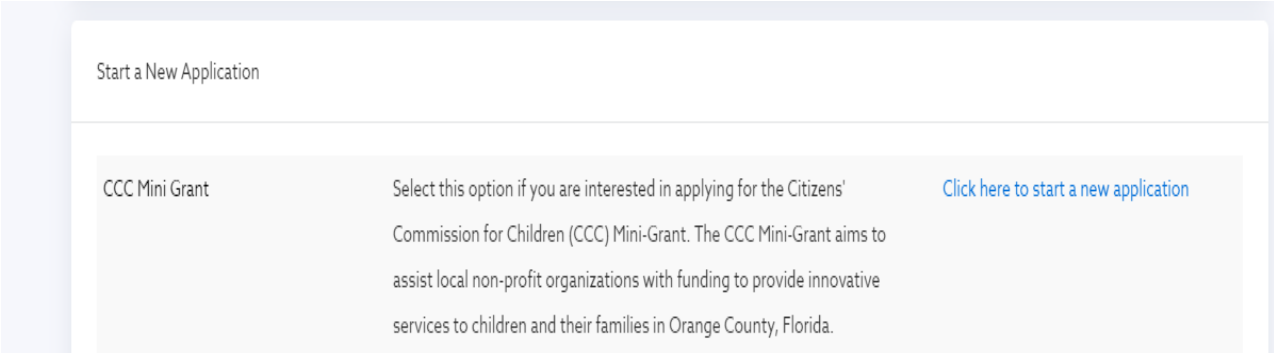 Start a New Application
CCC Mini Grant
Select this option if you are interested in applying for the Citizens'
Commission for Children (CCC) Mini-Grant. The CCC Mini-Grant aims to
assist local non-profit organizations with funding to provide innovative
services to children and their families in Orange County, Florida.
Click here to start a new application